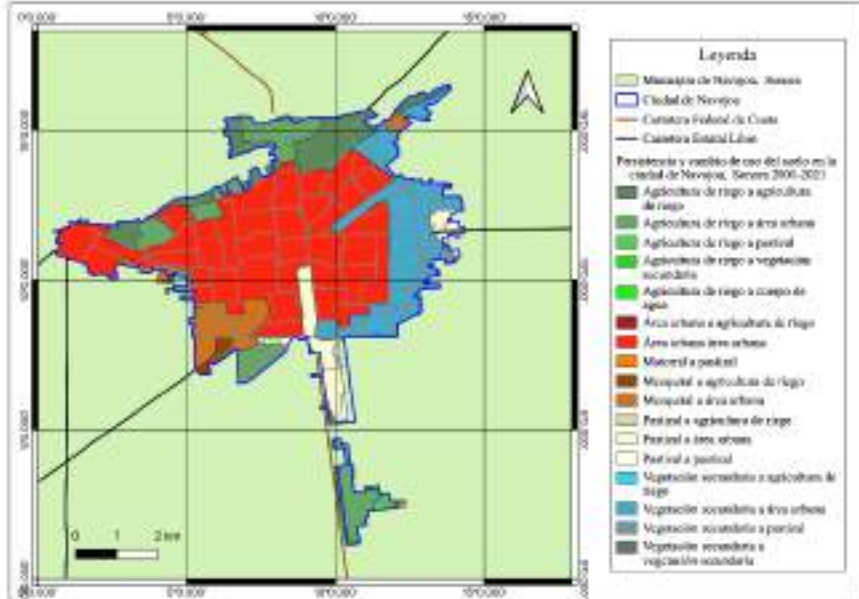 Leyenda
Municipio de Navojoa, Sonora
Ciudad de Navojoa
Carretera Federal de Cuota
Carretera Estatal Libre
Persistencia y cambio de uso del suelo en la
ciudad de Navojoa, Sonora
Agricultura de riego a agricultura
de riego
Agricultura de riego a área urbana
Agricultura de riego a pastizal
Agricultura de riego a vegetación
secundaria
Agricultura de riego a cuerpo de
agua
Área urbana a agricultura de riego
Área urbana área urbana
Matorral a pastizal
Mezquital a agricultura de riego
Mezquital a área urbana
Pastizal a agricultura de riego
Pastizal a área urbana
Pastizal a pastizal
Vegetación secundaria a agricultura de
riego
Vegetación secundaria a área urbana
Vegetación secundaria a pastizal
Vegetación secundaria a
vegetación secundaria
0 1 2 km